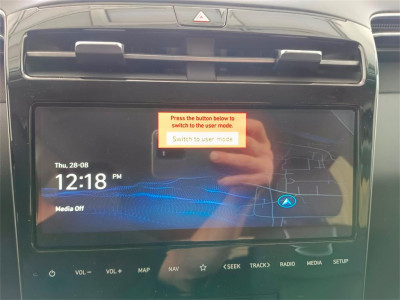 Press the button below to
switch to the user mode.
Switch to user mode
Thu, 28-08
12:18 PM
Media Off
VOL−
VOL+
MAP
NAV
☆
<SEEK
TRACK>
RADIO
MEDIA
SETUP